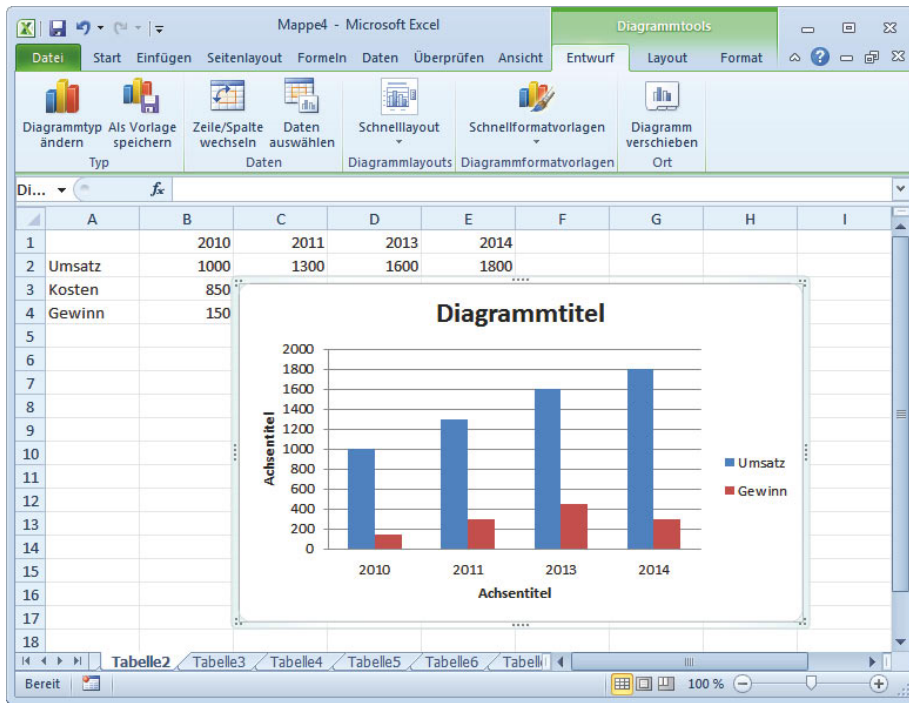 Mappe4 - Microsoft Excel
Diagrammtools
Datei Start Einfügen Seitenlayout Formeln Daten Überprüfen Ansicht Entwurf Layout Format
Diagrammtyp ändern
Als Vorlage speichern
Zeile/Spalte wechseln
Daten auswählen
Schnelllayout
Schnellformatvorlagen
Diagramm verschieben
Typ Daten Diagrammlayouts Diagrammformatvorlagen Ort
Di... fx
A B C D E F G H I
1 2010 2011 2013 2014
2 Umsatz 1000 1300 1600 1800
3 Kosten 850
4 Gewinn 150
5
6
7
8
9
10
11
12
13
14
15
16
17
18
Diagrammtitel
2000
1800
1600
1400
1200
1000
800
600
400
200
0
Achsentitel
2010 2011 2013 2014
Achsentitel
Umsatz
Gewinn
Tabelle2 Tabelle3 Tabelle4 Tabelle5 Tabelle6 Tabell
Bereit 100 %